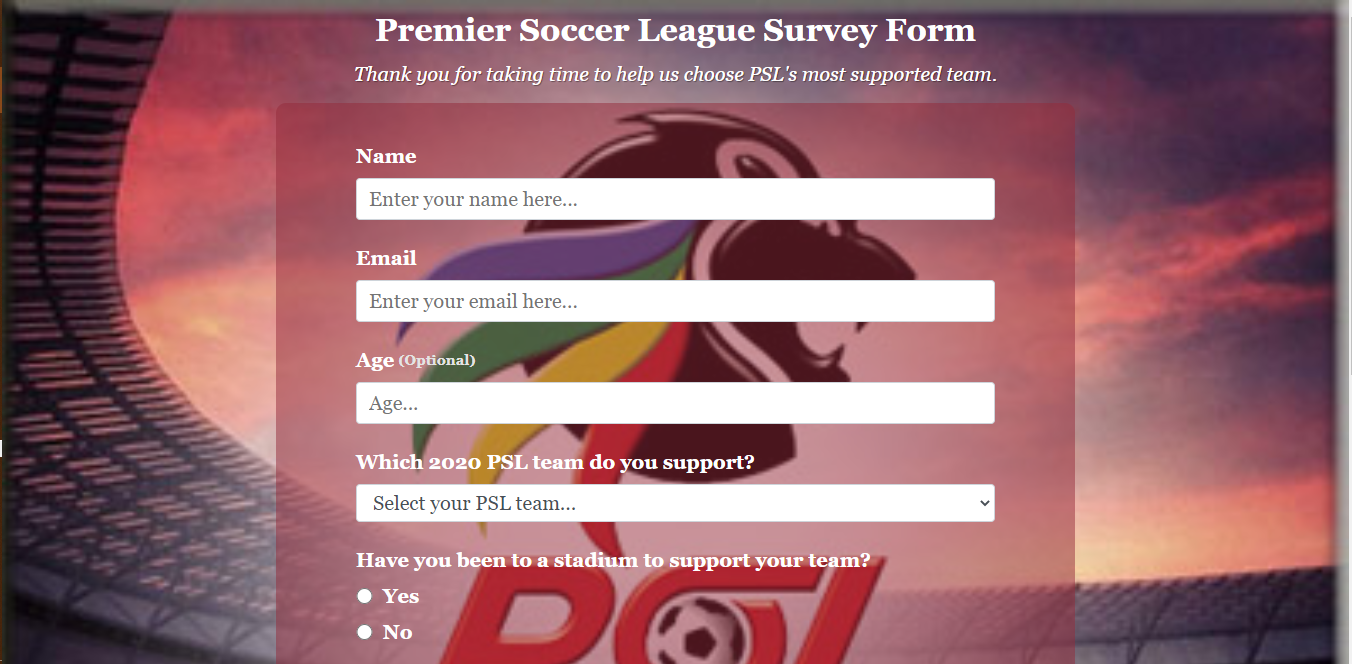 Premier Soccer League Survey Form
Thank you for taking time to help us choose PSL's most supported team.
Name
Enter your name here...
Email
Enter your email here...
Age (Optional)
Age...
Which 2020 PSL team do you support?
Select your PSL team...
Have you been to a stadium to support your team?
Yes
No
PSL